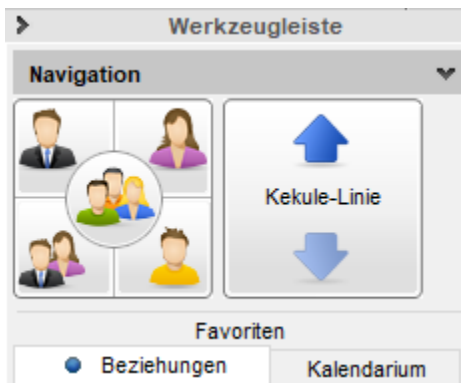 Werkzeugleiste
Navigation
Kekule-Linie
Favoriten
Beziehungen Kalendarium